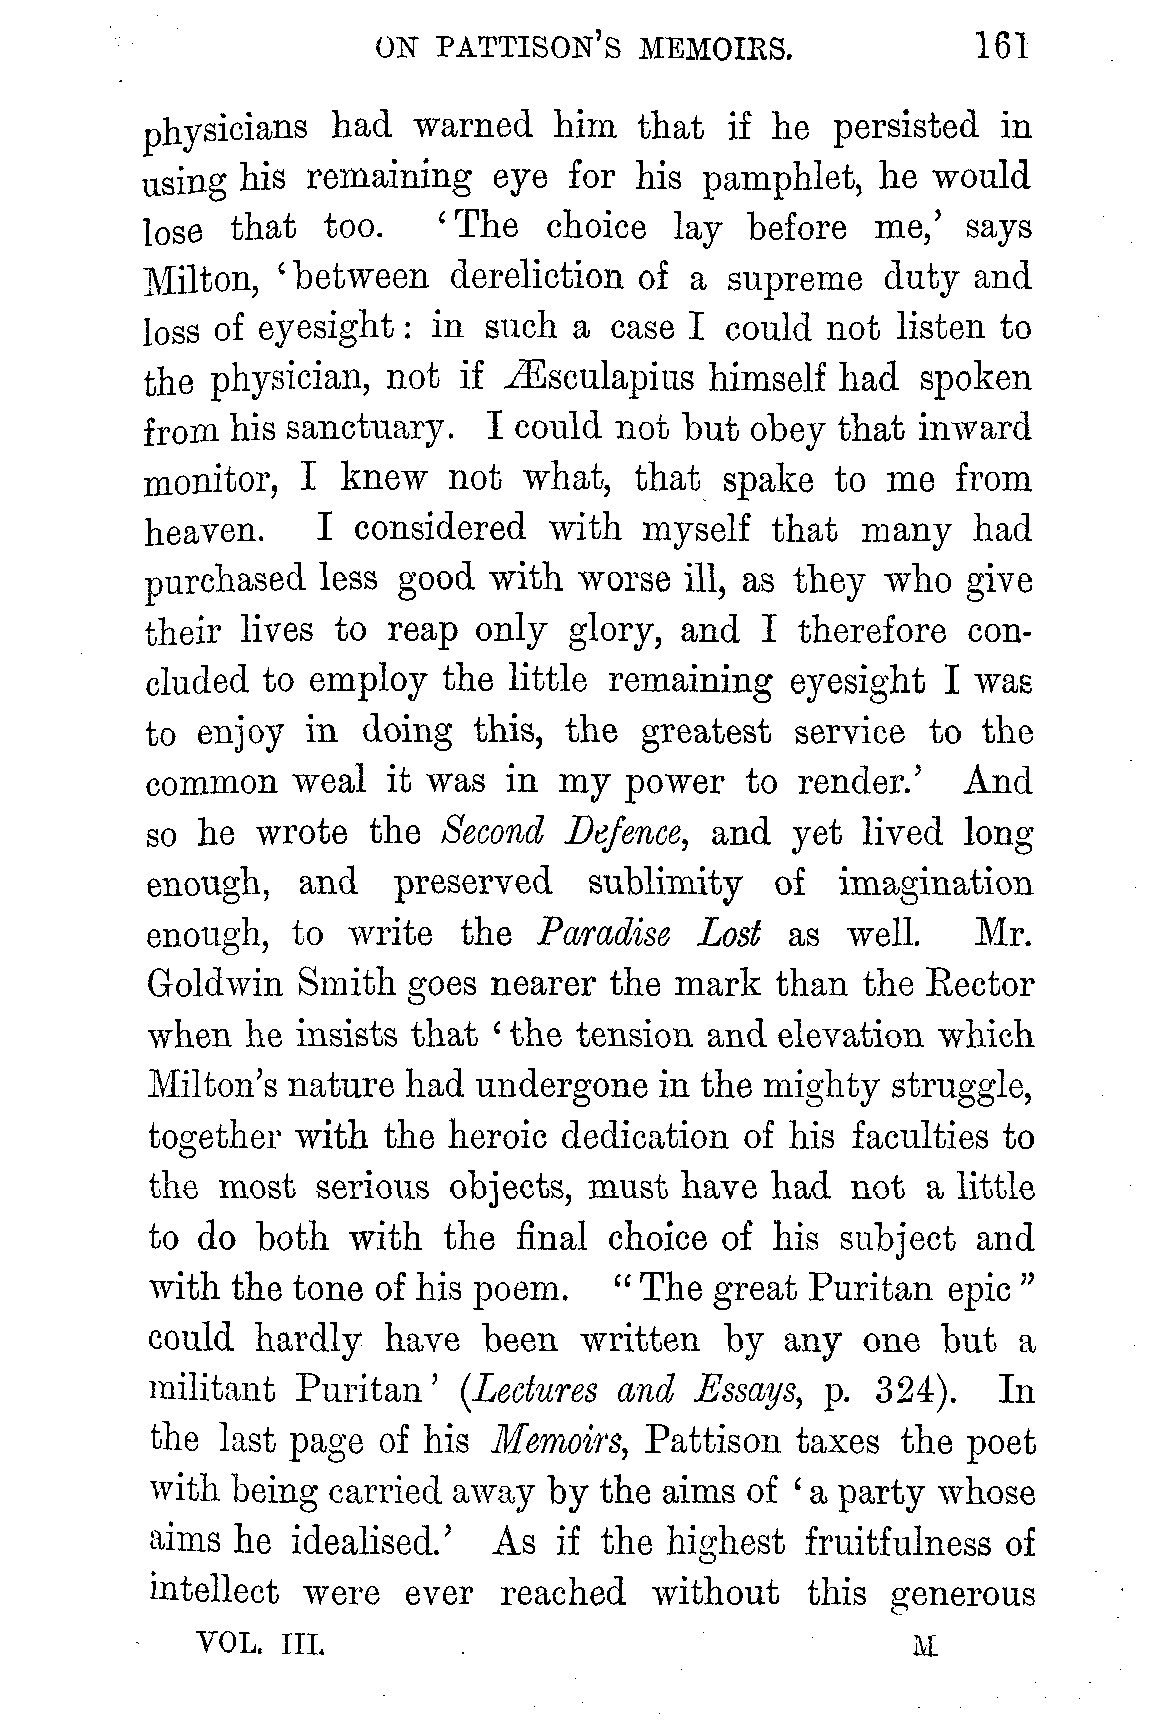 ON PATTISON'S MEMOIRS. 161
physicians had warned him that if he persisted in
using his remaining eye for his pamphlet, he would
lose that too. ‘The choice lay before me,’ says
Milton, ‘between dereliction of a supreme duty and
loss of eyesight: in such a case I could not listen to
the physician, not if Æsculapius himself had spoken
from his sanctuary. I could not but obey that inward
monitor, I knew not what, that spake to me from
heaven. I considered with myself that many had
purchased less good with worse ill, as they who give
their lives to reap only glory, and I therefore con-
cluded to employ the little remaining eyesight I was
to enjoy in doing this, the greatest service to the
common weal it was in my power to render.’ And
so he wrote the Second Defence, and yet lived long
enough, and preserved sublimity of imagination
enough, to write the Paradise Lost as well. Mr.
Goldwin Smith goes nearer the mark than the Rector
when he insists that ‘the tension and elevation which
Milton's nature had undergone in the mighty struggle,
together with the heroic dedication of his faculties to
the most serious objects, must have had not a little
to do both with the final choice of his subject and
with the tone of his poem. “The great Puritan epic”
could hardly have been written by any one but a
militant Puritan’ (Lectures and Essays, p. 324). In
the last page of his Memoirs, Pattison taxes the poet
with being carried away by the aims of ‘a party whose
aims he idealised.’ As if the highest fruitfulness of
intellect were ever reached without this generous
VOL. III. M